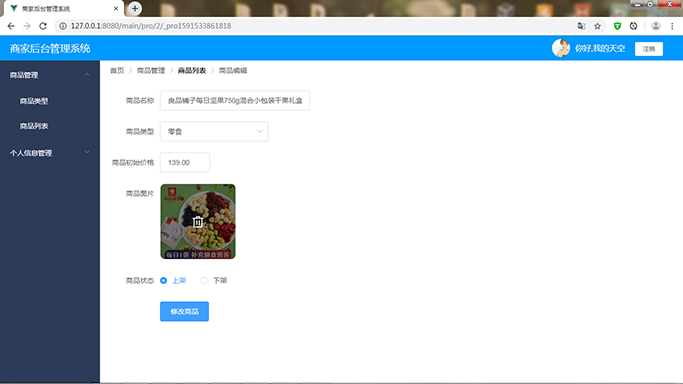 商家后台管理系统
127.0.0.1:8080/main/pro/2/_pro1591533861818
商家后台管理系统
你好,我的天空
注销
商品管理
商品类型
商品列表
个人信息管理
首页 > 商品管理 > 商品列表 > 商品编辑
商品名称 良品铺子每日坚果750g混合小包装干果礼盒
商品类型 零食
商品初始价格 139.00
商品图片
每日1袋 补充膳食营养
商品状态 上架 下架
修改商品